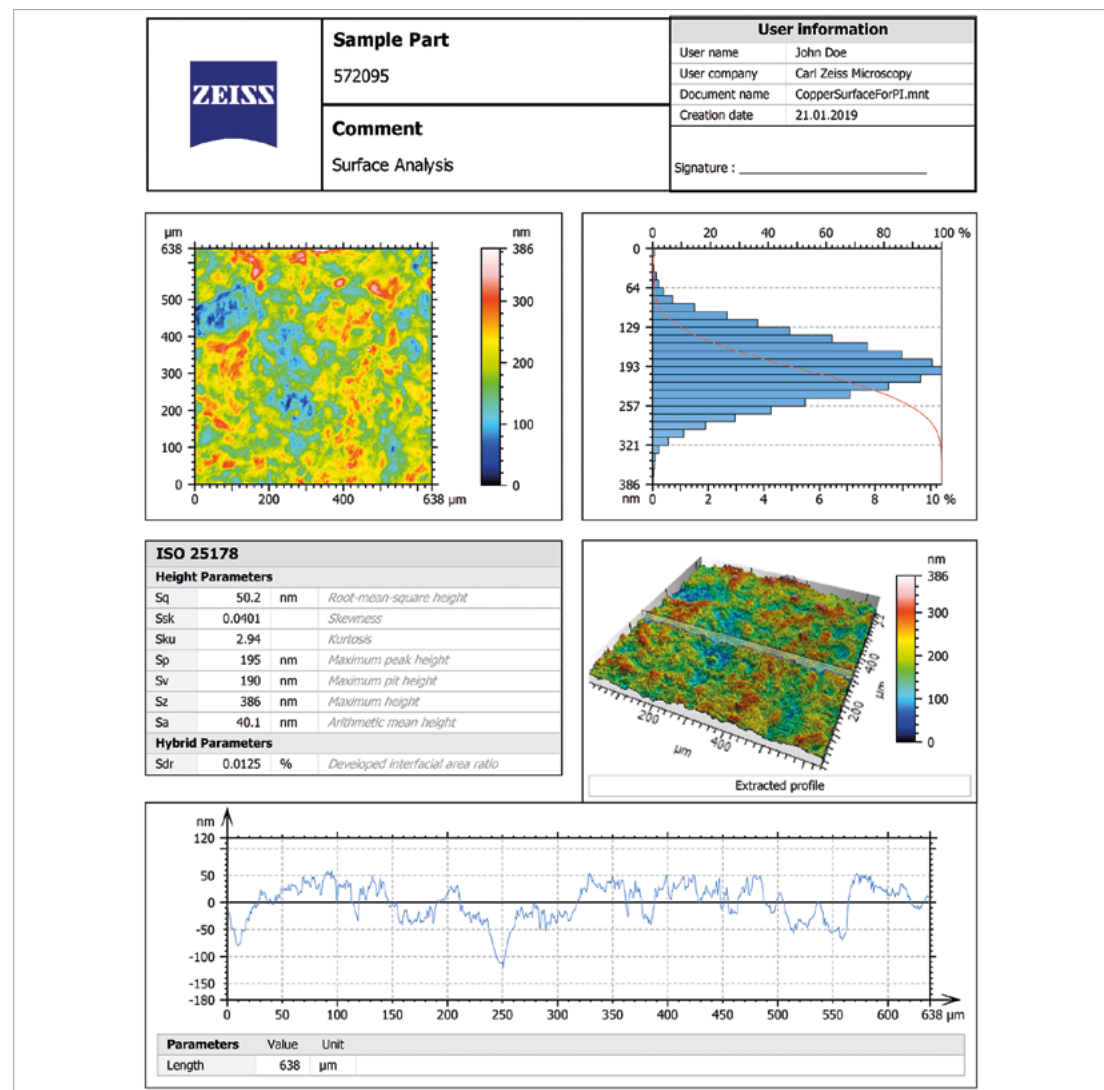 ZEISS
Sample Part
572095
Comment
Surface Analysis
User information
User name John Doe
User company Carl Zeiss Microscopy
Document name CopperSurfaceForPI.mnt
Creation date 21.01.2019
Signature :
µm nm
638 386
500 300
400
300 200
200
100 100
0 0
0 200 400 638 µm
0 20 40 60 80 100 %
0
64
129
193
257
321
386
nm 0 2 4 6 8 10 %
ISO 25178
Height Parameters
Sq 50.2 nm Root-mean-square height
Ssk 0.0401 Skewness
Sku 2.94 Kurtosis
Sp 195 nm Maximum peak height
Sv 190 nm Maximum pit height
Sz 386 nm Maximum height
Sa 40.1 nm Arithmetic mean height
Hybrid Parameters
Sdr 0.0125 % Developed interfacial area ratio
nm
386
300
200
100
0
200
400
µm
200
400
µm
Extracted profile
nm
120
50
0
-50
-100
-150
-180
0 50 100 150 200 250 300 350 400 450 500 550 600 638 µm
Parameters Value Unit
Length 638 µm